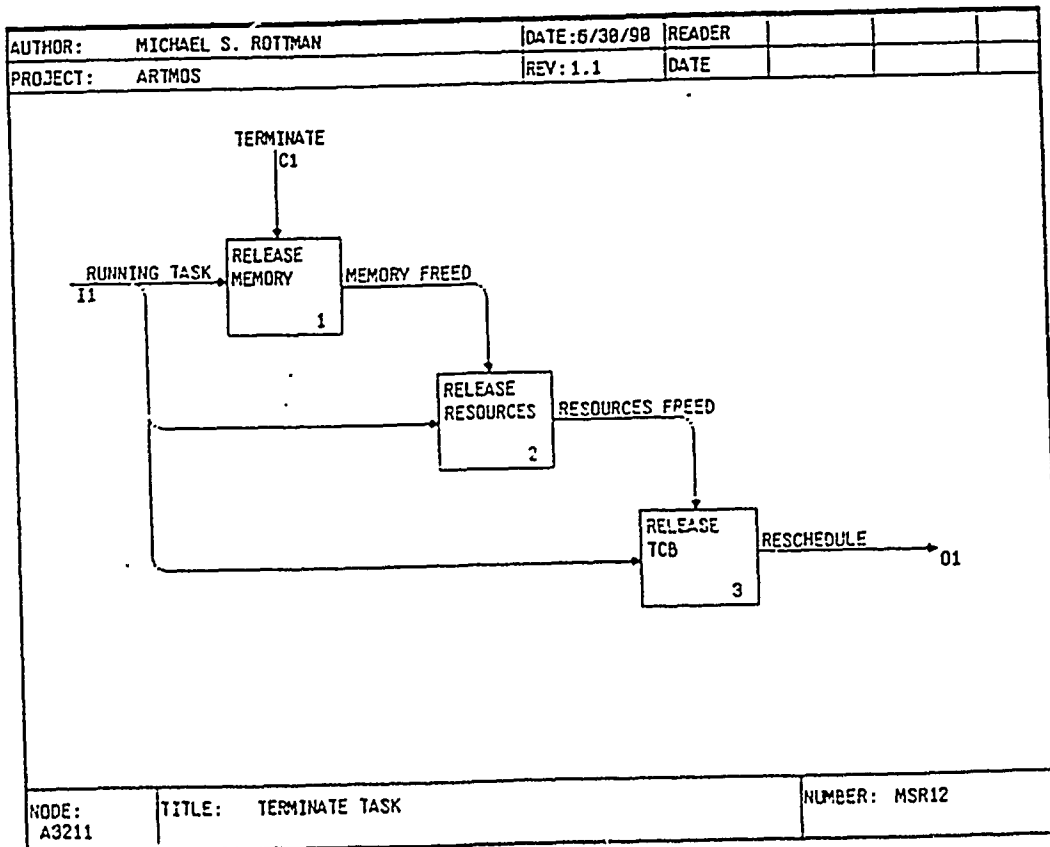 AUTHOR: MICHAEL S. ROTTMAN DATE:6/30/90 READER
PROJECT: ARTMOS REV:1.1 DATE
TERMINATE
C1
RUNNING TASK
I1
RELEASE
MEMORY
1
MEMORY FREED
RELEASE
RESOURCES
2
RESOURCES FREED
RELEASE
TCB
3
RESCHEDULE
O1
NODE: TITLE: TERMINATE TASK NUMBER: MSR12
A3211